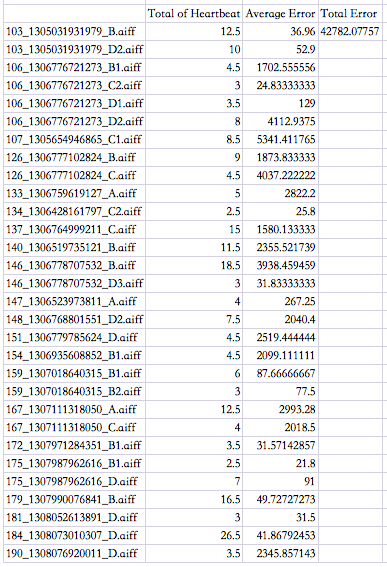 Total of Heartbeat Average Error Total Error
103_1305031931979_B.aiff 12.5 36.96 42782.07757
103_1305031931979_D2.aiff 10 52.9
106_1306776721273_B1.aiff 4.5 1702.555556
106_1306776721273_C2.aiff 3 24.83333333
106_1306776721273_D1.aiff 3.5 129
106_1306776721273_D2.aiff 8 4112.9375
107_1305654946865_C1.aiff 8.5 5341.411765
126_1306777102824_B.aiff 9 1873.833333
126_1306777102824_C.aiff 4.5 4037.222222
133_1306759619127_A.aiff 5 2822.2
134_1306428161797_C2.aiff 2.5 25.8
137_1306764999211_C.aiff 15 1580.133333
140_1306519735121_B.aiff 11.5 2355.521739
146_1306778707532_B.aiff 18.5 3938.459459
146_1306778707532_D3.aiff 3 31.83333333
147_1306523973811_A.aiff 4 267.25
148_1306768801551_D2.aiff 7.5 2040.4
151_1306779785624_D.aiff 4.5 2519.444444
154_1306935608852_B1.aiff 4.5 2099.111111
159_1307018640315_B1.aiff 6 87.66666667
159_1307018640315_B2.aiff 3 77.5
167_1307111318050_A.aiff 12.5 2993.28
167_1307111318050_C.aiff 4 2018.5
172_1307971284351_B1.aiff 3.5 31.57142857
175_1307987962616_B1.aiff 2.5 21.8
175_1307987962616_D.aiff 7 91
179_1307990076841_B.aiff 16.5 49.72727273
181_1308052613891_D.aiff 3 31.5
184_1308073010307_D.aiff 26.5 41.86792453
190_1308076920011_D.aiff 3.5 2345.857143